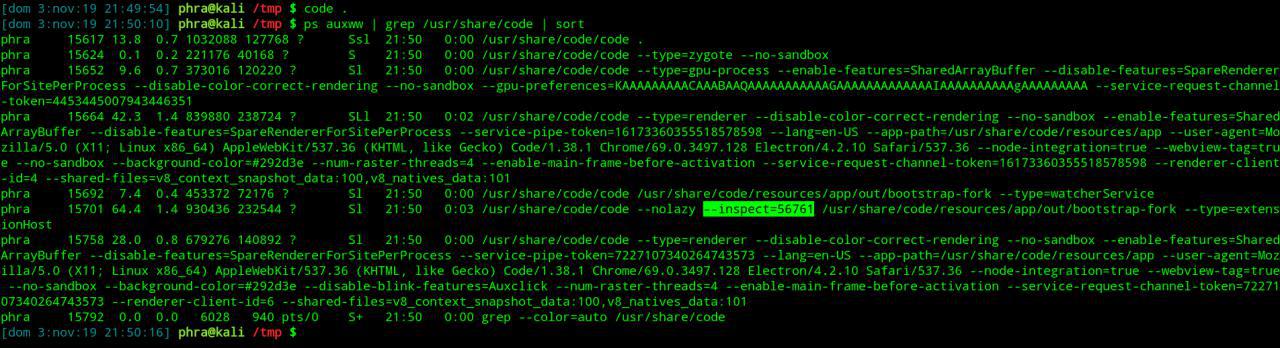 [dom 3:nov:19 21:49:54] phra@kali /tmp $ code .
[dom 3:nov:19 21:50:10] phra@kali /tmp $ ps auxww | grep /usr/share/code | sort
phra     15617 13.8  0.7 1032088 127768 ?      Ssl  21:50   0:00 /usr/share/code/code .
phra     15624  0.1  0.2 221176 40168 ?        S    21:50   0:00 /usr/share/code/code --type=zygote --no-sandbox
phra     15652  9.6  0.7 373016 120220 ?       Sl   21:50   0:00 /usr/share/code/code --type=gpu-process --enable-features=SharedArrayBuffer --disable-features=SpareRenderer
ForSitePerProcess --disable-color-correct-rendering --no-sandbox --gpu-preferences=KAAAAAAAAACAAABAAQAAAAAAAAAAAGAAAAAAAAAAAAAIAAAAAAAAAAgAAAAAAAAA --service-request-channel
-token=4453445007943446351
phra     15664 42.3  1.4 839880 238724 ?       SLl  21:50   0:02 /usr/share/code/code --type=renderer --disable-color-correct-rendering --no-sandbox --enable-features=Shared
ArrayBuffer --disable-features=SpareRendererForSitePerProcess --service-pipe-token=16173360355518578598 --lang=en-US --app-path=/usr/share/code/resources/app --user-agent=Mo
zilla/5.0 (X11; Linux x86_64) AppleWebKit/537.36 (KHTML, like Gecko) Code/1.38.1 Chrome/69.0.3497.128 Electron/4.2.10 Safari/537.36 --node-integration=true --webview-tag=tru
e --no-sandbox --background-color=#292d3e --num-raster-threads=4 --enable-main-frame-before-activation --service-request-channel-token=16173360355518578598 --renderer-client
-id=4 --shared-files=v8_context_snapshot_data:100,v8_natives_data:101
phra     15692  7.4  0.4 453372 72176 ?        Sl   21:50   0:00 /usr/share/code/code /usr/share/code/resources/app/out/bootstrap-fork --type=watcherService
phra     15701 64.4  1.4 930436 232544 ?       Sl   21:50   0:03 /usr/share/code/code --nolazy --inspect=56761 /usr/share/code/resources/app/out/bootstrap-fork --type=extens
ionHost
phra     15758 28.0  0.8 679276 140892 ?       Sl   21:50   0:00 /usr/share/code/code --type=renderer --disable-color-correct-rendering --no-sandbox --enable-features=Shared
ArrayBuffer --disable-features=SpareRendererForSitePerProcess --service-pipe-token=7227107340264743573 --lang=en-US --app-path=/usr/share/code/resources/app --user-agent=Moz
illa/5.0 (X11; Linux x86_64) AppleWebKit/537.36 (KHTML, like Gecko) Code/1.38.1 Chrome/69.0.3497.128 Electron/4.2.10 Safari/537.36 --node-integration=true --webview-tag=true
 --no-sandbox --background-color=#292d3e --disable-blink-features=Auxclick --num-raster-threads=4 --enable-main-frame-before-activation --service-request-channel-token=72271
07340264743573 --renderer-client-id=6 --shared-files=v8_context_snapshot_data:100,v8_natives_data:101
phra     15792  0.0  0.0   6028   940 pts/0    S+   21:50   0:00 grep --color=auto /usr/share/code
[dom 3:nov:19 21:50:16] phra@kali /tmp $